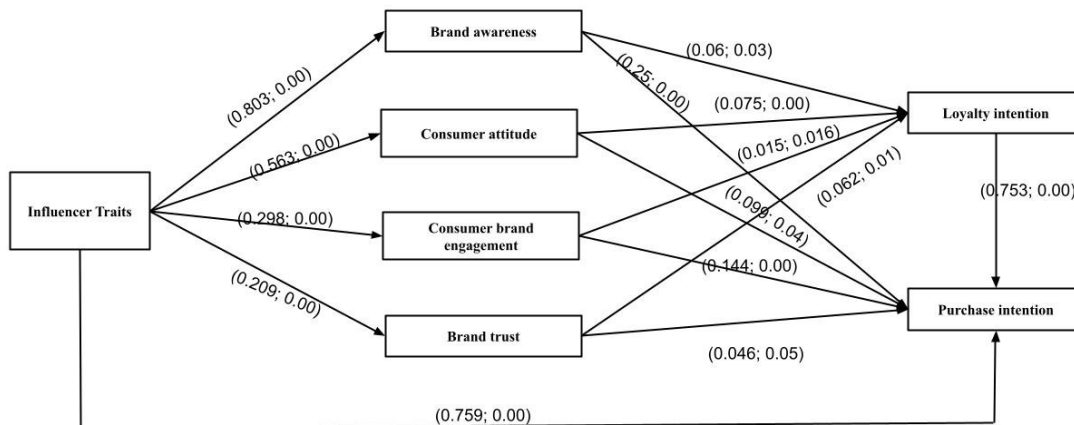 Brand awareness
(0.06; 0.03)
(0.25; 0.00)
(0.803; 0.00)
(0.075; 0.00)
Loyalty intention
Consumer attitude
(0.563; 0.00)
(0.015; 0.016)
(0.062; 0.01)
(0.753; 0.00)
Influencer Traits
(0.298; 0.00)
Consumer brand
engagement
(0.099; 0.04)
(0.144; 0.00)
(0.209; 0.00)
Purchase intention
Brand trust
(0.046; 0.05)
(0.759; 0.00)